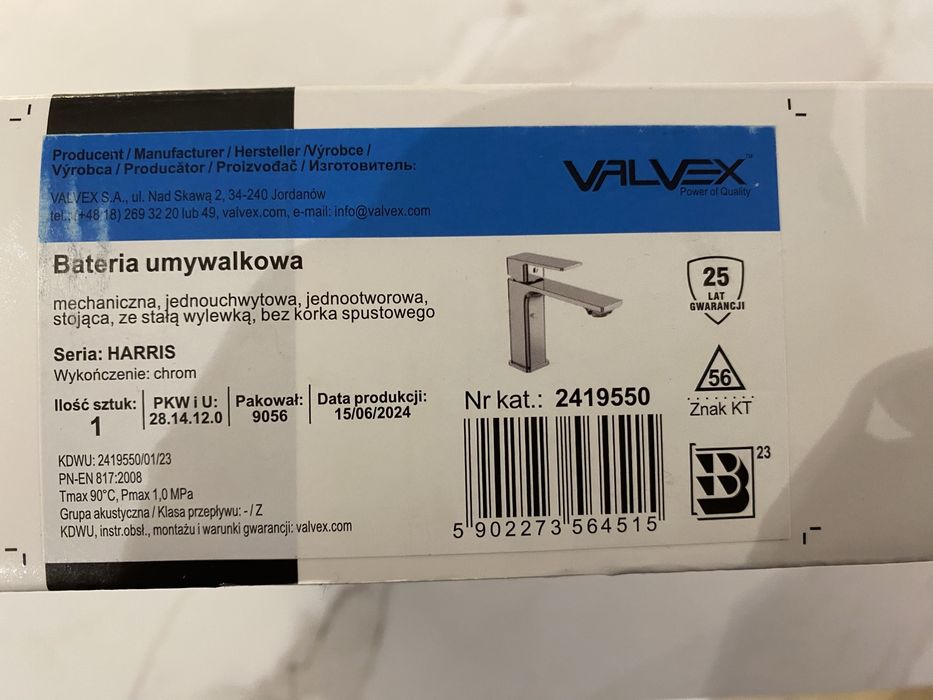 Producent / Manufacturer / Hersteller /Výrobce /
Výrobca / Producător / Proizvođač / Изготовитель:
VALVEX S.A., ul. Nad Skawą 2, 34-240 Jordanów
tel.: (+48 18) 269 32 20 lub 49, valvex.com, e-mail: info@valvex.com
VALVEX™
Power of Quality
Bateria umywalkowa
mechaniczna, jednouchwytowa, jednootworowa,
stojąca, ze stałą wylewką, bez korka spustowego
Seria: HARRIS
Wykończenie: chrom
Ilość sztuk:
1
PKW i U:
28.14.12.0
Pakował:
9056
Data produkcji:
15/06/2024
KDWU: 2419550/01/23
PN-EN 817:2008
Tmax 90°C, Pmax 1,0 MPa
Grupa akustyczna / Klasa przepływu: - / Z
KDWU, instr.obsł., montażu i warunki gwarancji: valvex.com
Nr kat.: 2419550
5 902273 564515
25
LAT
GWARANCJI
56
Znak KT
B 23